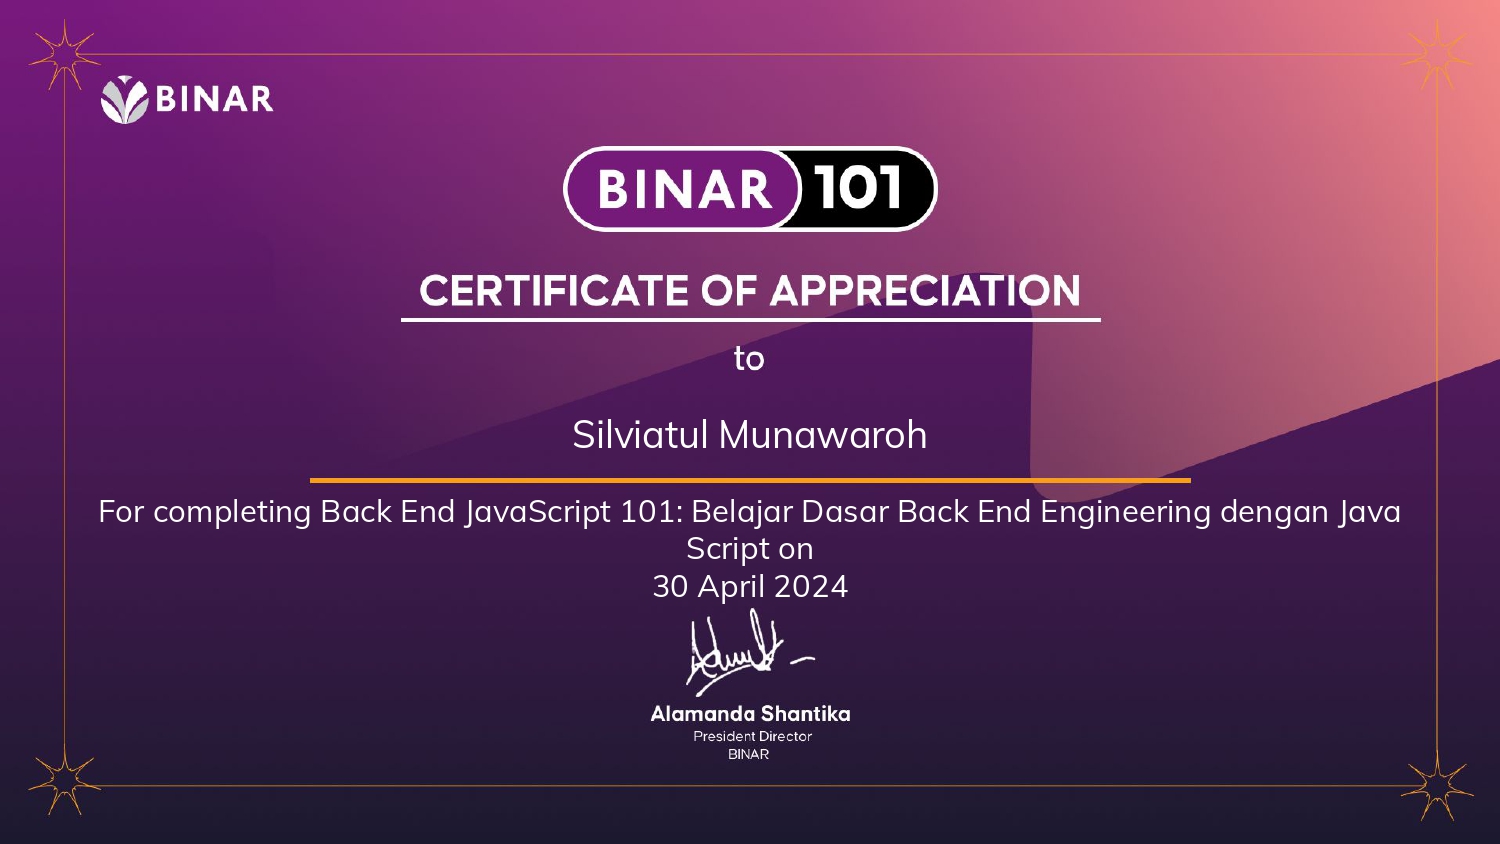 BINAR
BINAR 101
CERTIFICATE OF APPRECIATION
to
Silviatul Munawaroh
For completing Back End JavaScript 101: Belajar Dasar Back End Engineering dengan Java
Script on
30 April 2024
Alamanda Shantika
President Director
BINAR